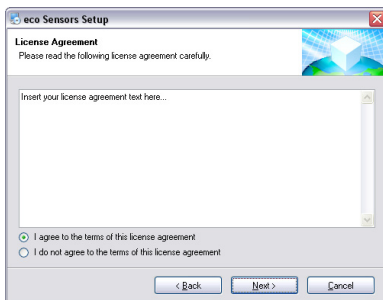 eco Sensors Setup
License Agreement
Please read the following license agreement carefully.
Insert your license agreement text here...
I agree to the terms of this license agreement
I do not agree to the terms of this license agreement
< Back Next > Cancel